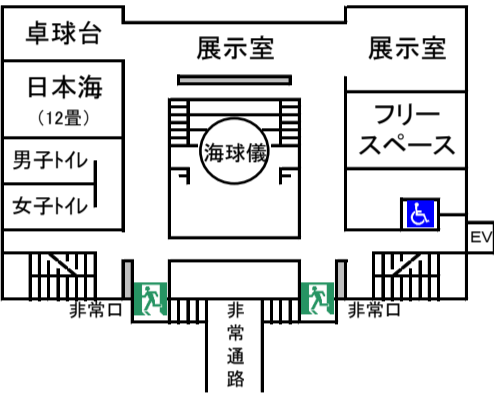 卓球台
展示室
展示室
日本海
（12畳）
フリー
スペース
海球儀
男子トイレ
女子トイレ
EV
非常口
非常口
非常通路